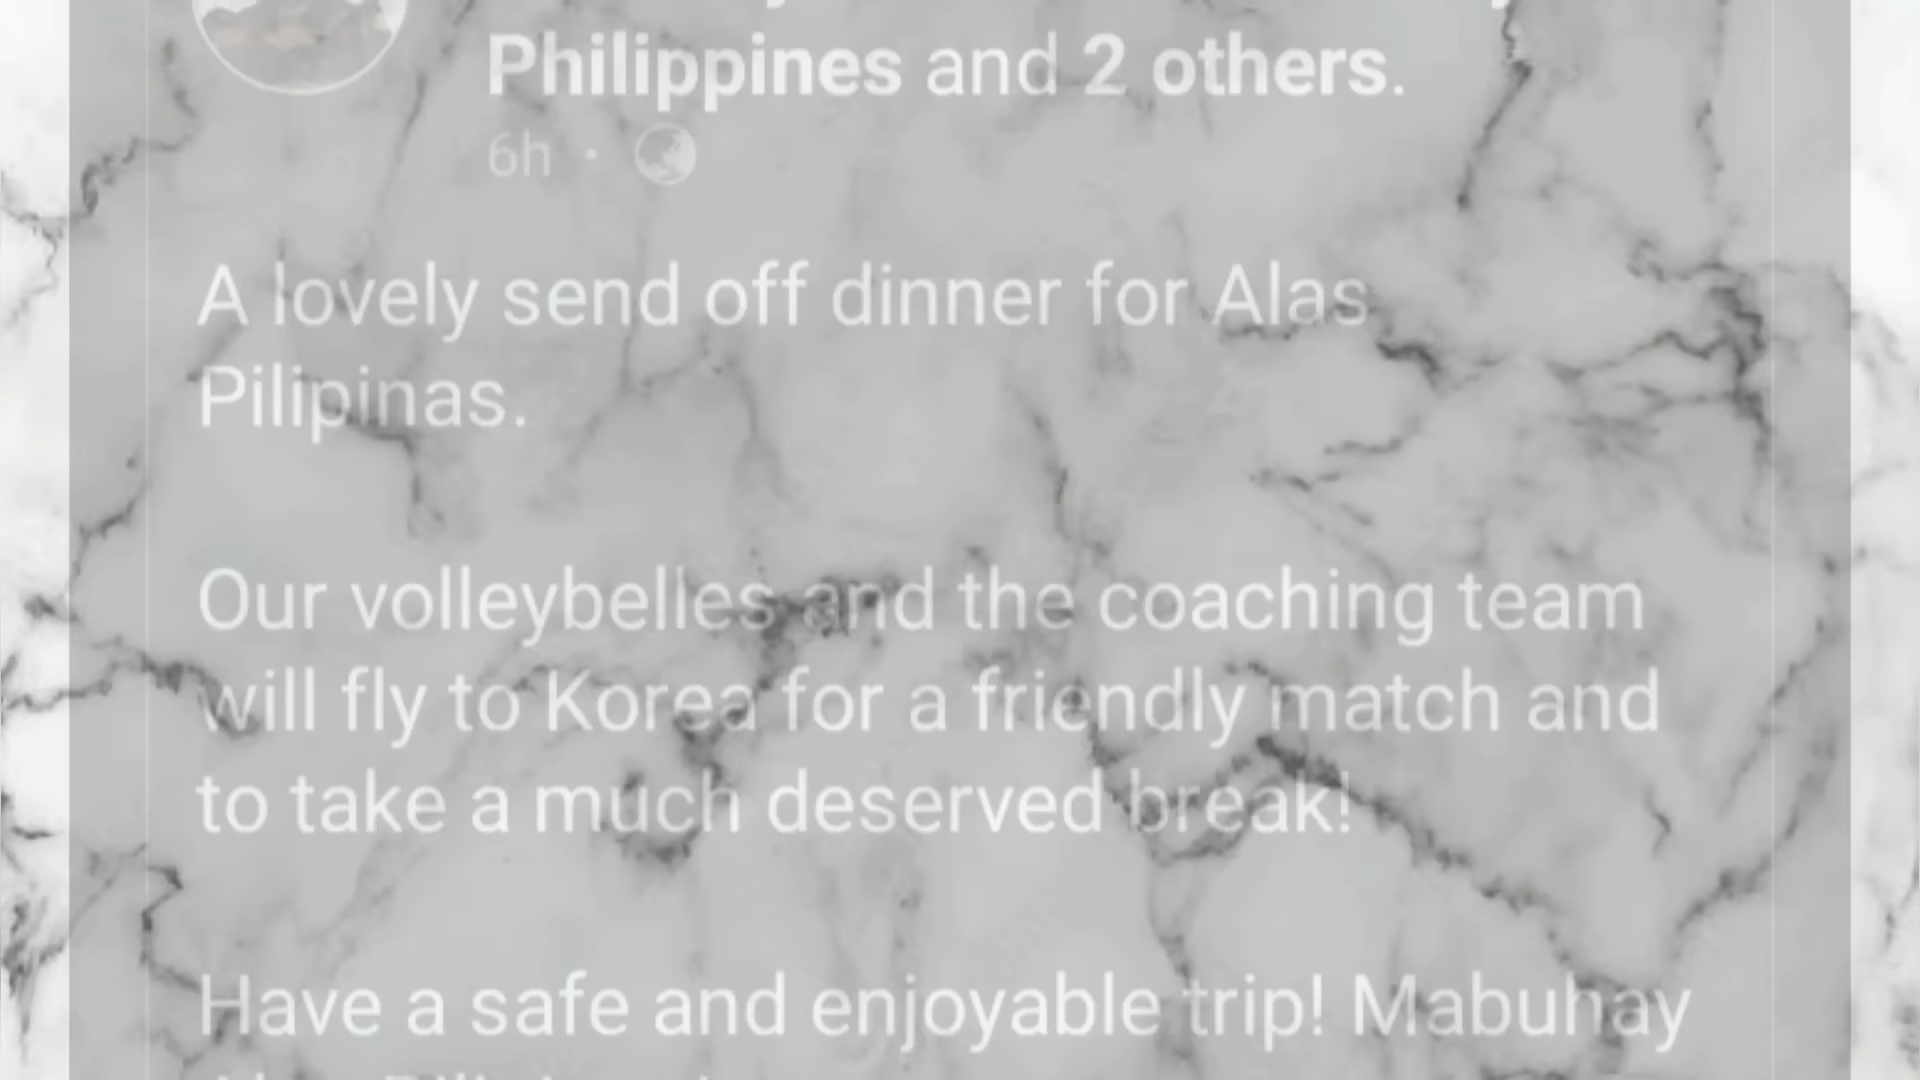 Philippines and 2 others.
6h ·
A lovely send off dinner for Alas
Pilipinas.
Our volleybelles and the coaching team
will fly to Korea for a friendly match and
to take a much deserved break!
Have a safe and enjoyable trip! Mabuhay